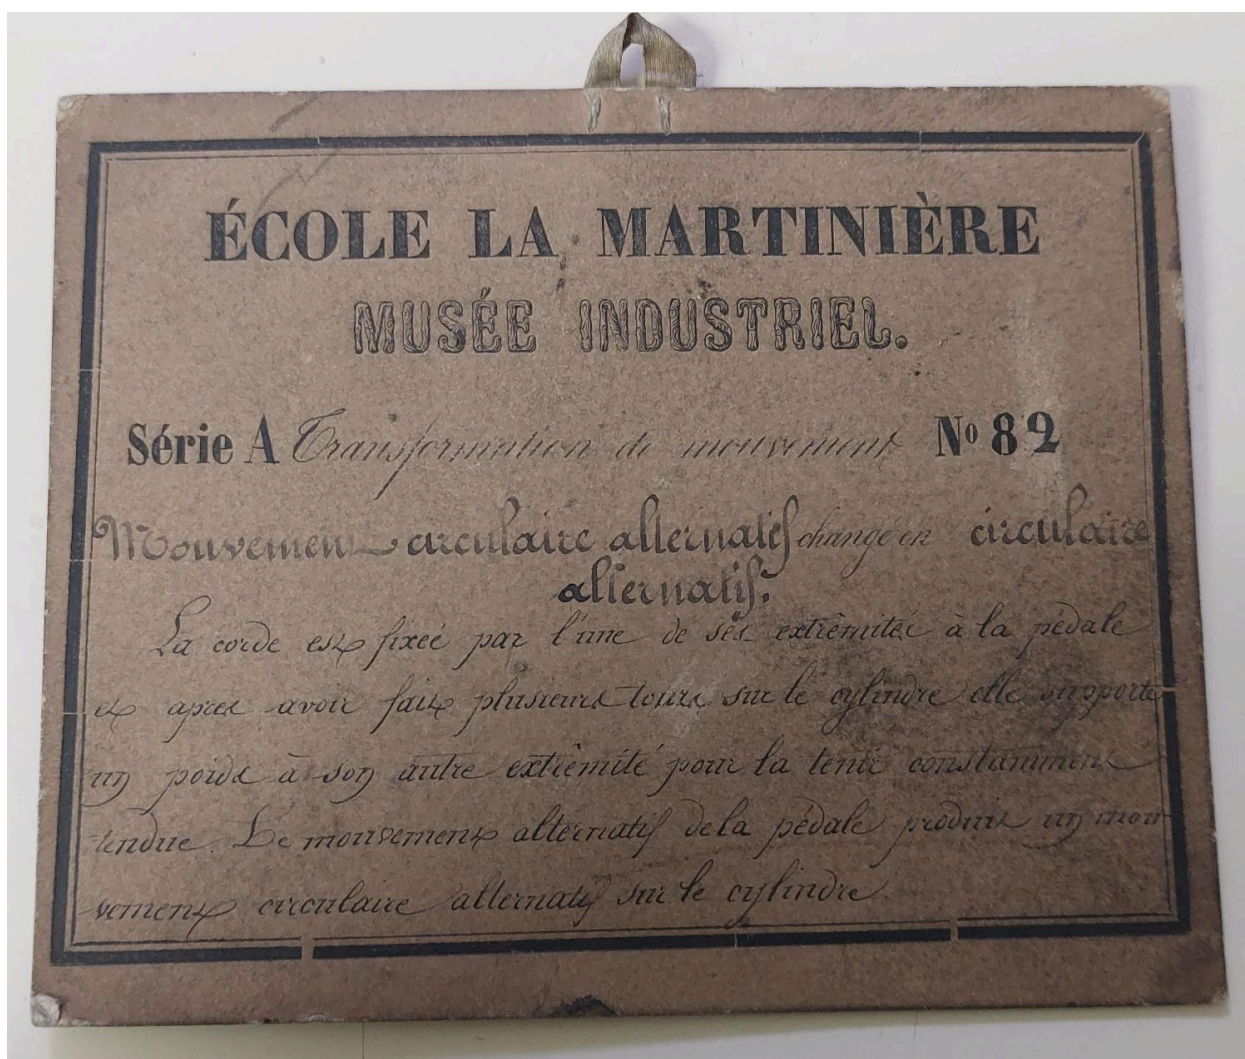 ÉCOLE LA MARTINIÈRE
MUSÉE INDUSTRIEL.
Série A Transformation de mouvement No 82
Mouvement circulaire alternatif changé en circulaire
alternatif.
La corde est fixée par l'une de ses extrêmités à la pédale
et après avoir fait plusieurs tours sur le cylindre elle supporte
un poids à son autre extrêmité pour la tenir constamment
tendue. Le mouvement alternatif de la pédale produit un mou-
vement circulaire alternatif sur le cylindre.